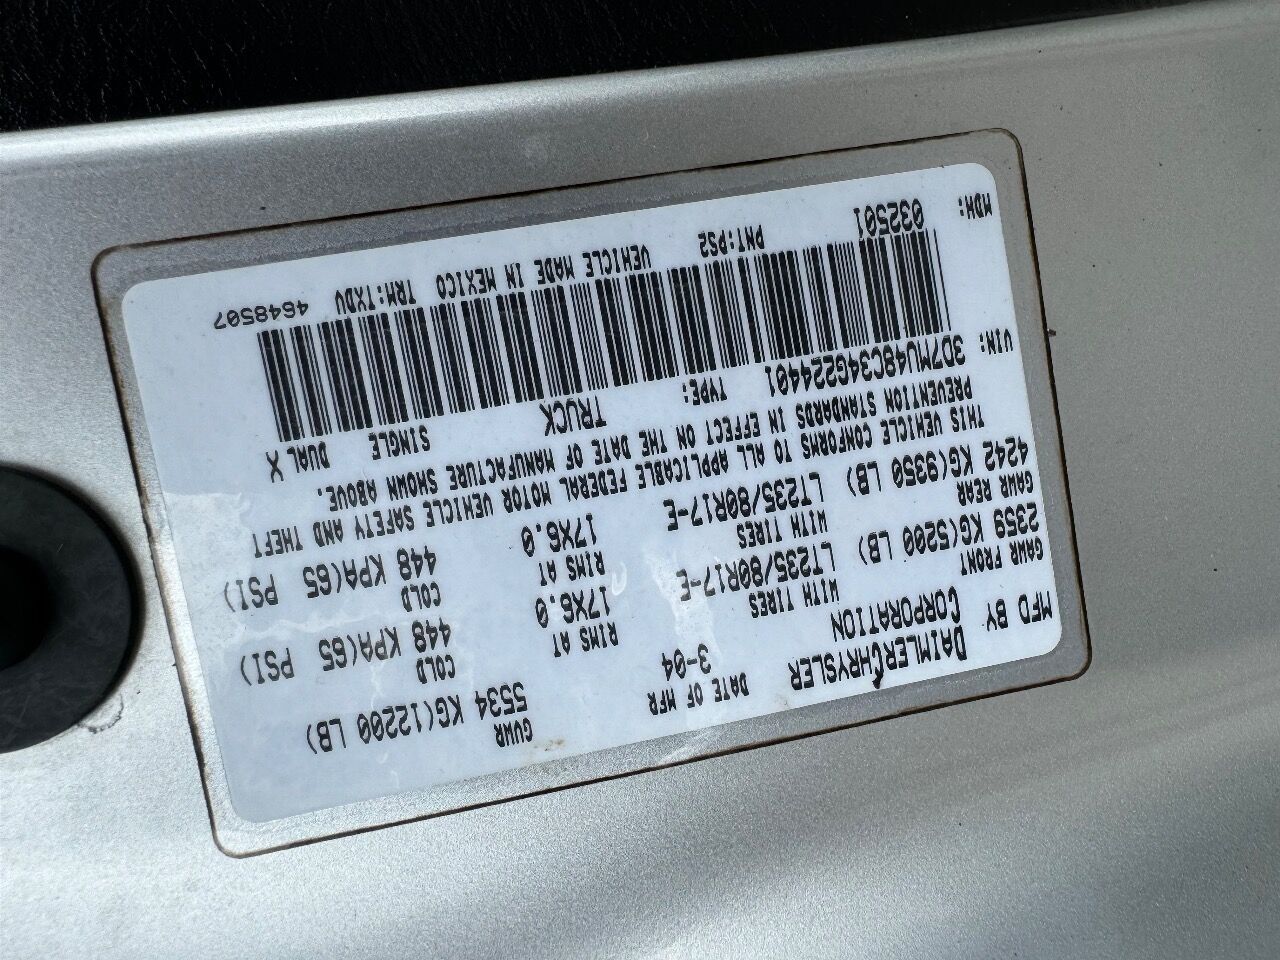 MFD BY DAIMLERCHRYSLER CORPORATION
DATE OF MFR 3-04
GVWR 5534 KG(12200 LB)
GAWR FRONT WITH TIRES RIMS AT COLD
2359 KG(5200 LB) LT235/80R17-E 17X6.0 448 KPA(65 PSI)
GAWR REAR WITH TIRES RIMS AT COLD
4242 KG(9350 LB) LT235/80R17-E 17X6.0 448 KPA(65 PSI)
THIS VEHICLE CONFORMS TO ALL APPLICABLE FEDERAL MOTOR VEHICLE SAFETY AND THEFT
PREVENTION STANDARDS IN EFFECT ON THE DATE OF MANUFACTURE SHOWN ABOVE.
VIN: 3D7MU48C34G224401 TYPE: TRUCK SINGLE DUAL X
MDH: 032501 PNT:PS2 VEHICLE MADE IN MEXICO TRM:TXDV 4648507